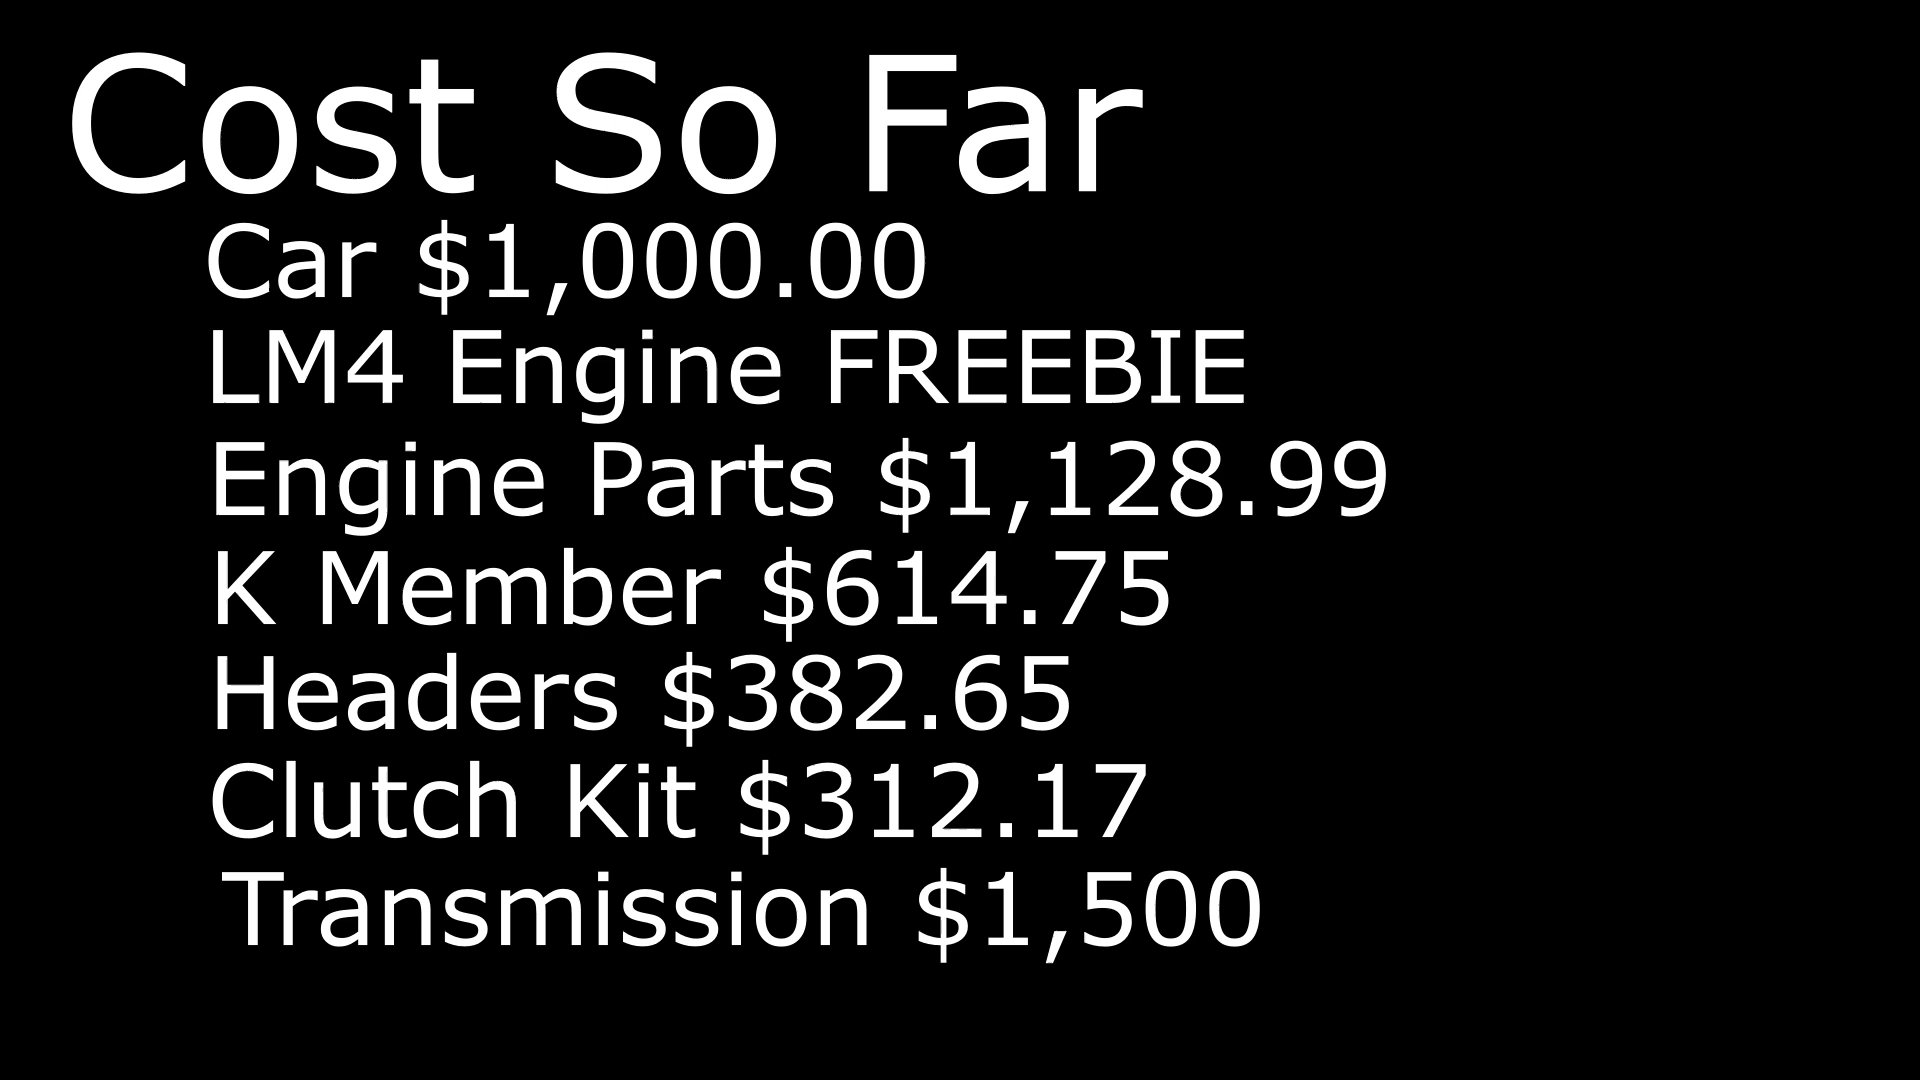 Cost So Far
Car $1,000.00
LM4 Engine FREEBIE
Engine Parts $1,128.99
K Member $614.75
Headers $382.65
Clutch Kit $312.17
Transmission $1,500